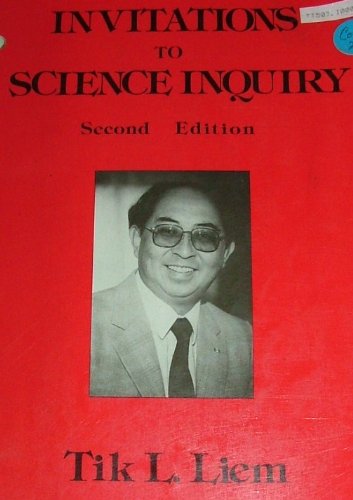 INVITATIONS
TO
SCIENCE INQUIRY
Second Edition
Tik L. Liem